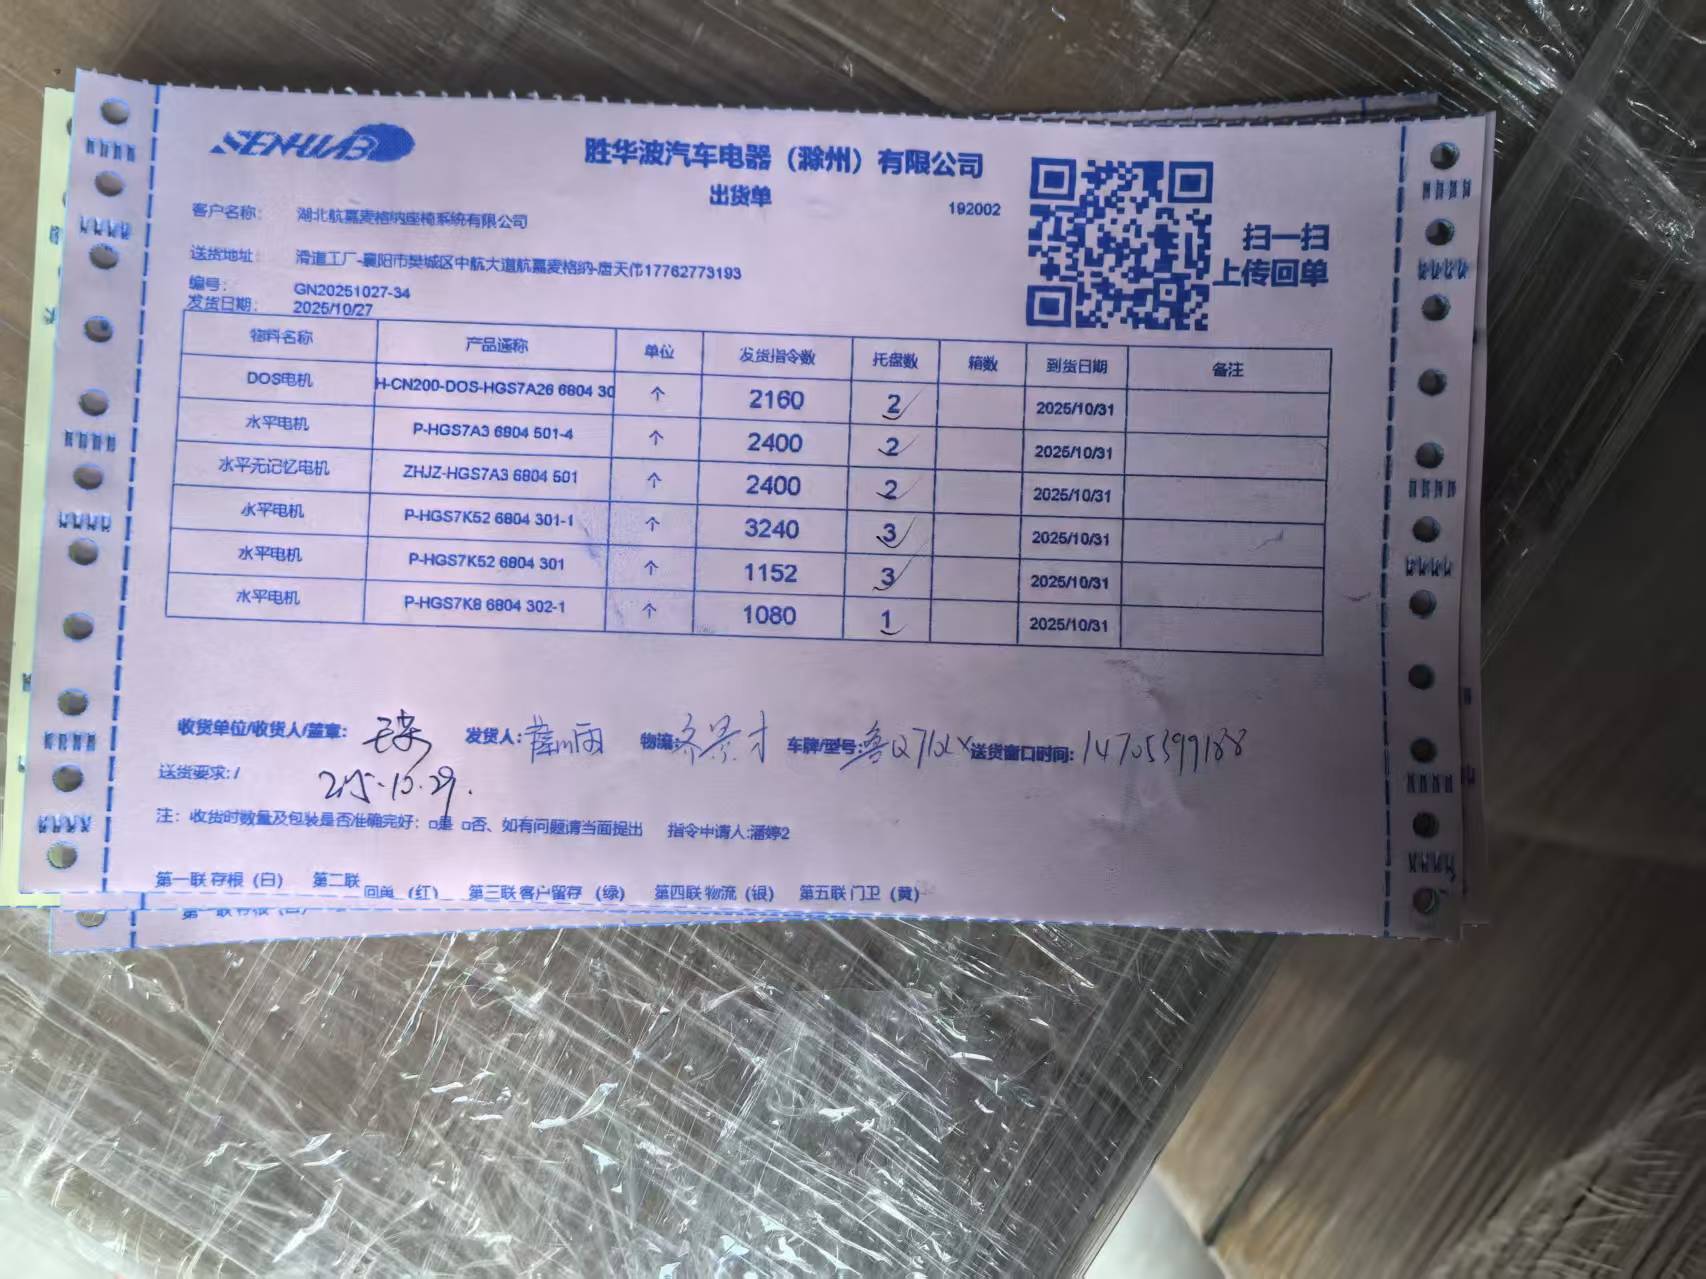 SENHUAB
胜华波汽车电器（滁州）有限公司
出货单
192002
扫一扫
上传回单
客户名称： 湖北航嘉麦格纳座椅系统有限公司
送货地址： 滑道工厂-襄阳市樊城区中航大道航嘉麦格纳-唐天伟17762773193
编号： GN20251027-34
发货日期： 2025/10/27
物料名称 产品通称 单位 发货指令数 托盘数 箱数 到货日期 备注
DOS电机 H-CN200-DOS-HGS7A26 6804 30 个 2160 2 2025/10/31
水平电机 P-HGS7A3 6804 501-4 个 2400 2 2025/10/31
水平无记忆电机 ZHJZ-HGS7A3 6804 501 个 2400 2 2025/10/31
水平电机 P-HGS7K52 6804 301-1 个 3240 3 2025/10/31
水平电机 P-HGS7K52 6804 301 个 1152 3 2025/10/31
水平电机 P-HGS7K8 6804 302-1 个 1080 1 2025/10/31
收货单位/收货人/盖章： 发货人： 物流： 车牌/型号： 送货窗口时间： 14705399188
送货要求：/
注： 收货时数量及包装是否准确完好：□是 □否、如有问题请当面提出 指令申请人:潘婷2
第一联 存根（白） 第二联 回单（红） 第三联 客户留存（绿） 第四联 物流（银） 第五联 门卫（黄）